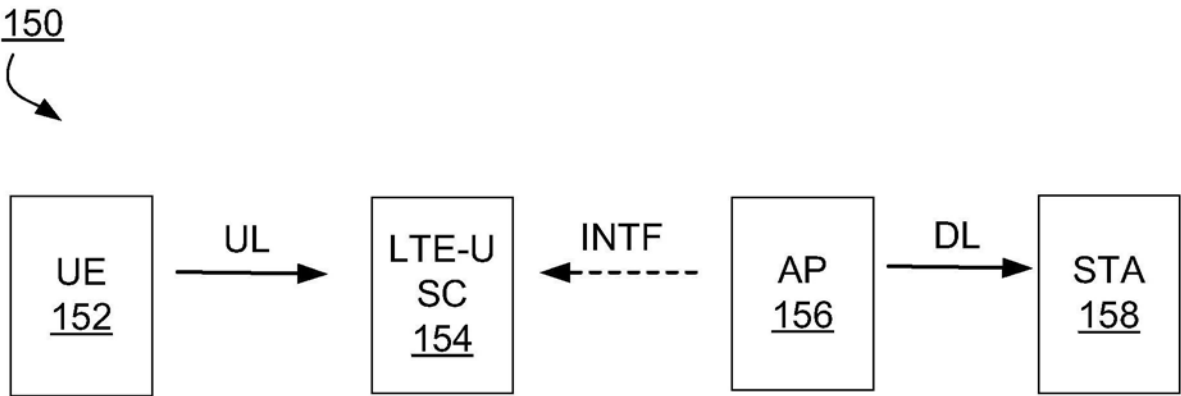 150
UL
INTF
DL
UE
152
LTE-U
SC
154
AP
156
STA
158